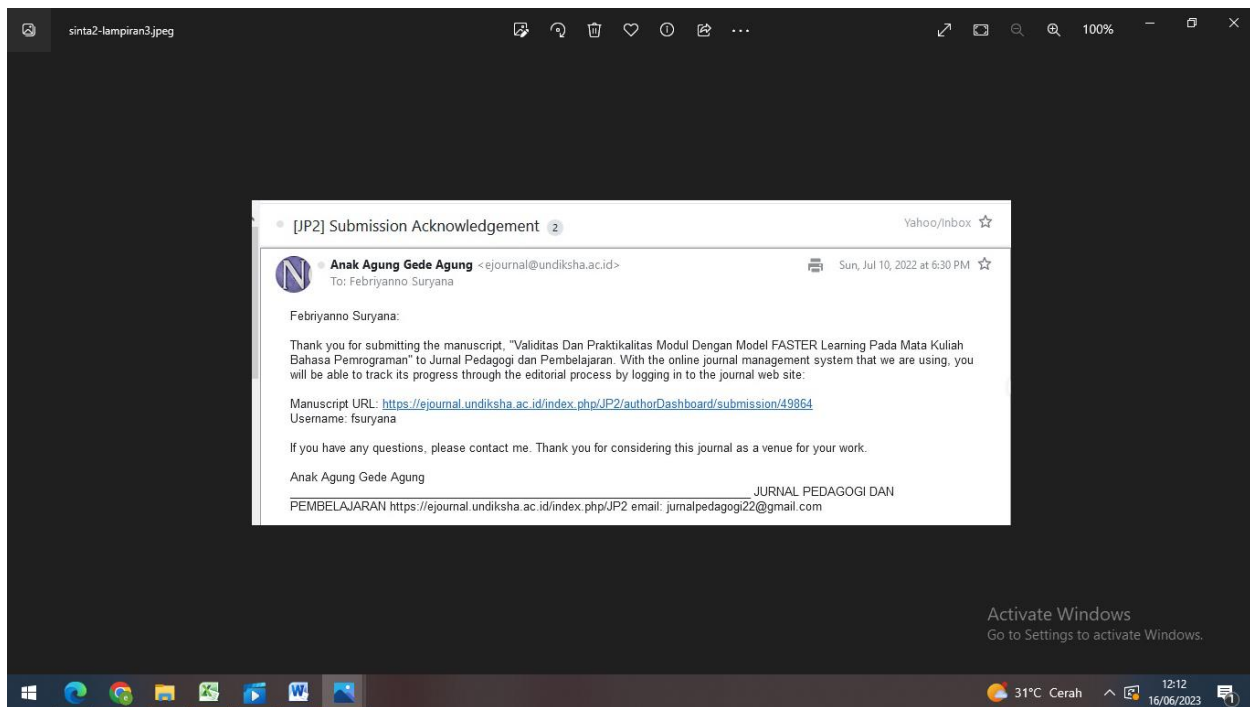 sinta2-lampiran3.jpeg
100%
[JP2] Submission Acknowledgement 2
Yahoo/Inbox
N
Anak Agung Gede Agung <ejournal@undiksha.ac.id>
Sun, Jul 10, 2022 at 6:30 PM
To: Febriyanno Suryana
Febriyanno Suryana:
Thank you for submitting the manuscript, "Validitas Dan Praktikalitas Modul Dengan Model FASTER Learning Pada Mata Kuliah
Bahasa Pemrograman" to Jurnal Pedagogi dan Pembelajaran. With the online journal management system that we are using, you
will be able to track its progress through the editorial process by logging in to the journal web site:
Manuscript URL: https://ejournal.undiksha.ac.id/index.php/JP2/authorDashboard/submission/49864
Username: fsuryana
If you have any questions, please contact me. Thank you for considering this journal as a venue for your work.
Anak Agung Gede Agung
JURNAL PEDAGOGI DAN
PEMBELAJARAN https://ejournal.undiksha.ac.id/index.php/JP2 email: jurnalpedagogi22@gmail.com
Activate Windows
Go to Settings to activate Windows.
31°C Cerah
12:12
16/06/2023
1